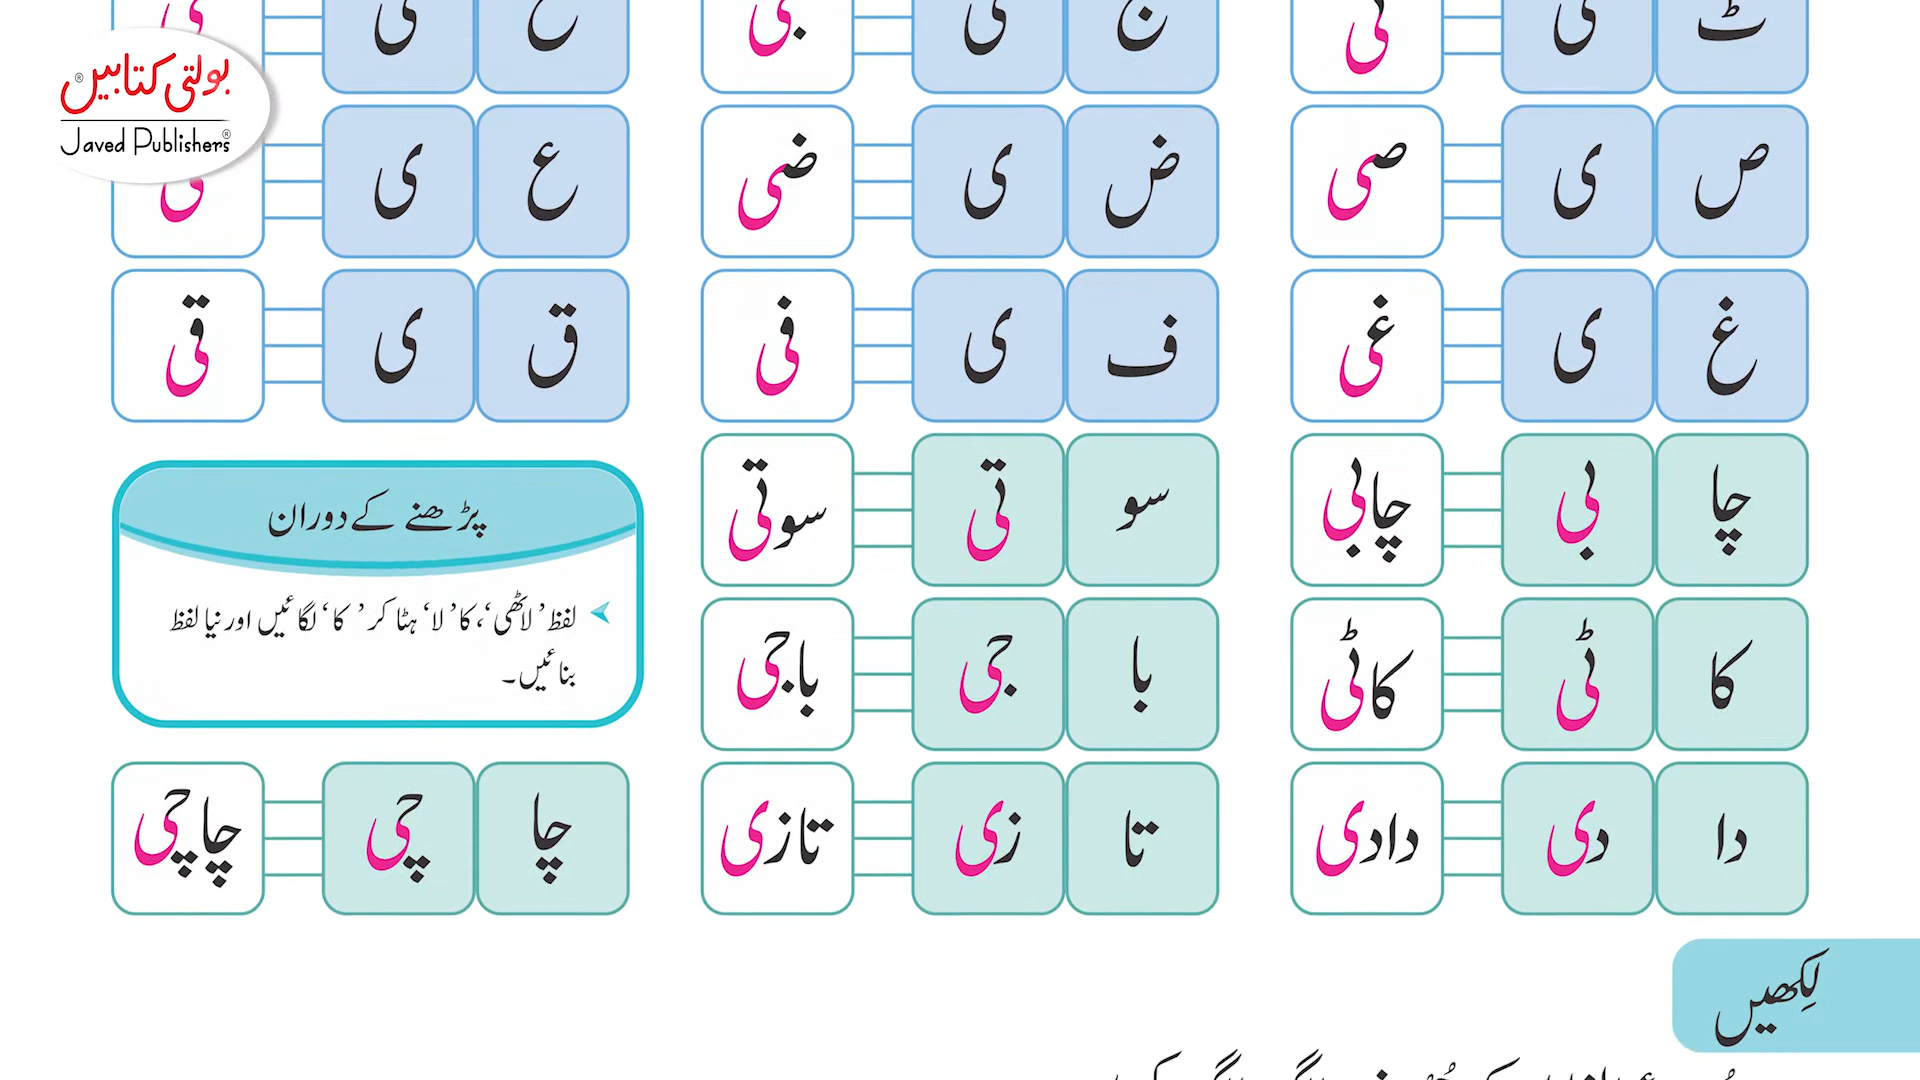 بولتی کتابیں
Javed Publishers
ٹ ی ٹی
ج ی جی
ی
ص ی صی
ض ی ضی
ع ی
غ ی غی
ف ی فی
ق ی قی
چا بی چابی
سو تی سوتی
پڑھنے کے دوران
لفظ ’لاٹھی‘، کا ’لا‘ ہٹا کر ’کا‘ لگائیں اور نیا لفظ
بنائیں۔
کا ٹی کاٹی
با جی باجی
دا دی دادی
تا زی تازی
چا چی چاچی
لِکھیں